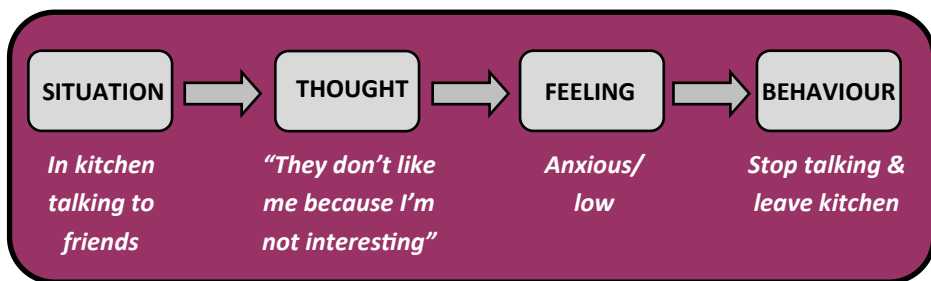 SITUATION
THOUGHT
FEELING
BEHAVIOUR
In kitchen
talking to
friends
“They don’t like
me because I’m
not interesting”
Anxious/
low
Stop talking &
leave kitchen